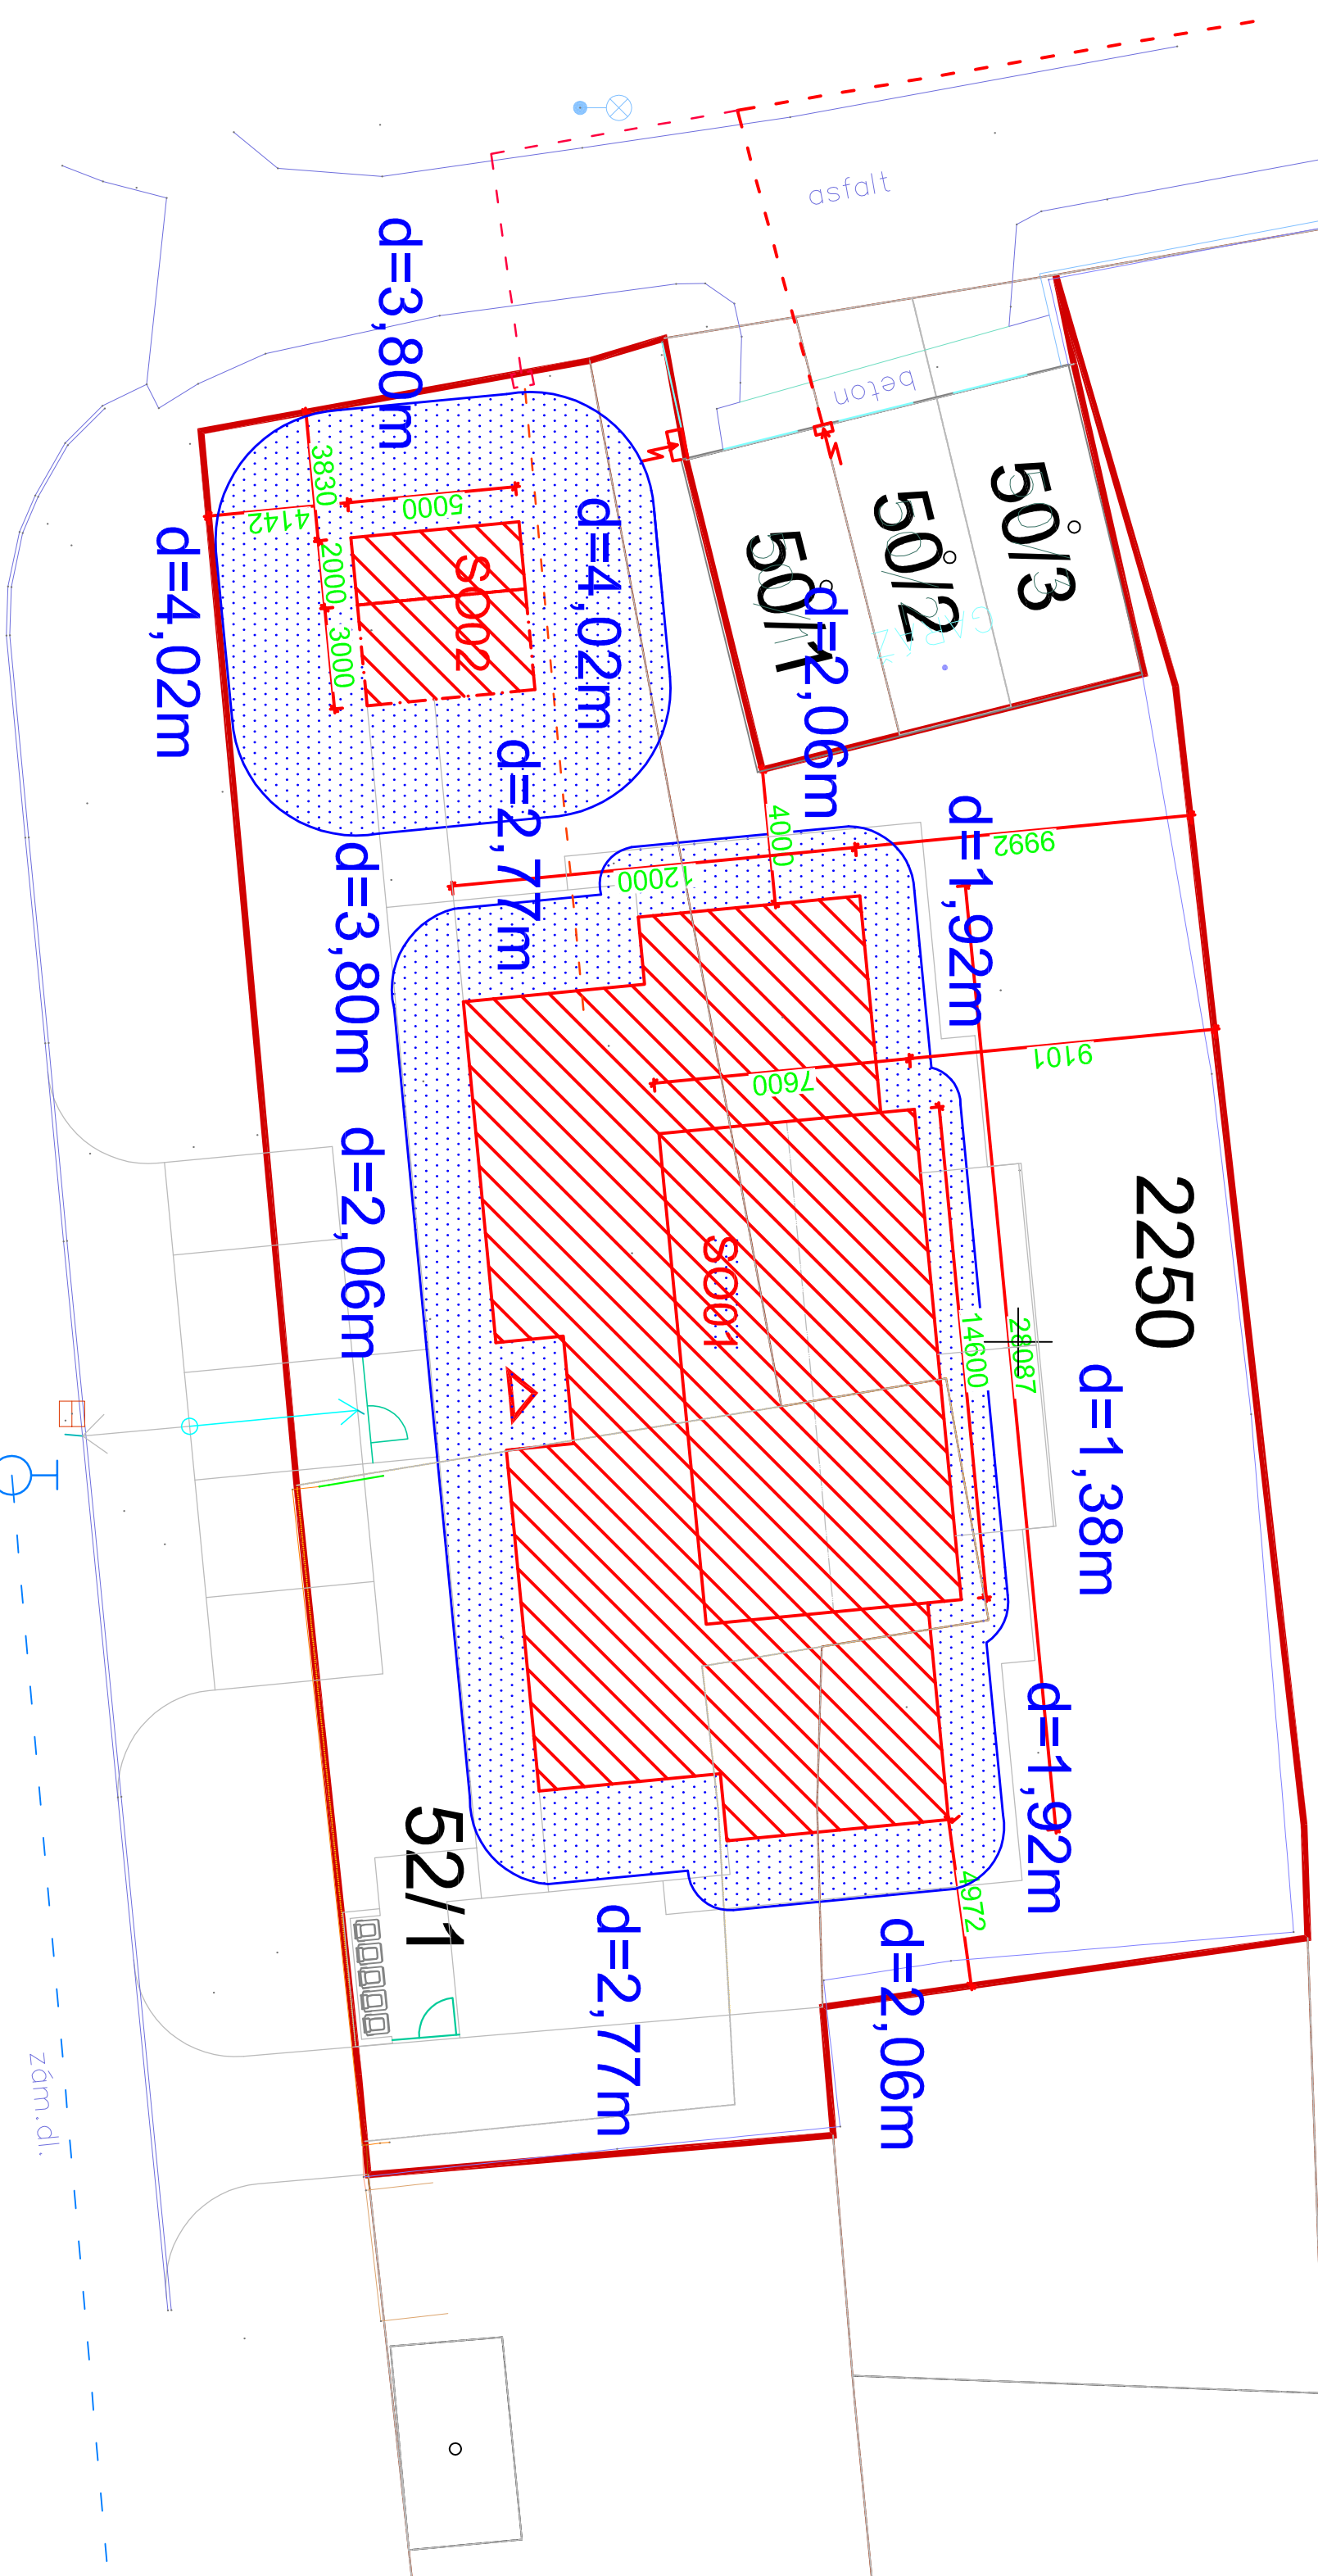 asfalt
d=3,80m
beton
3830
5000
4142
d=4,02m
d=4,02m
SO02
2000
3000
50/3
50/2
50/1
GARÁŽ
d=2,06m
d=2,77m
4000
12000
9992
d=1,92m
d=3,80m
7600
9101
d=2,06m
SO01
2250
14600
28087
d=1,38m
d=1,92m
52/1
4972
d=2,77m
d=2,06m
zám.dl.